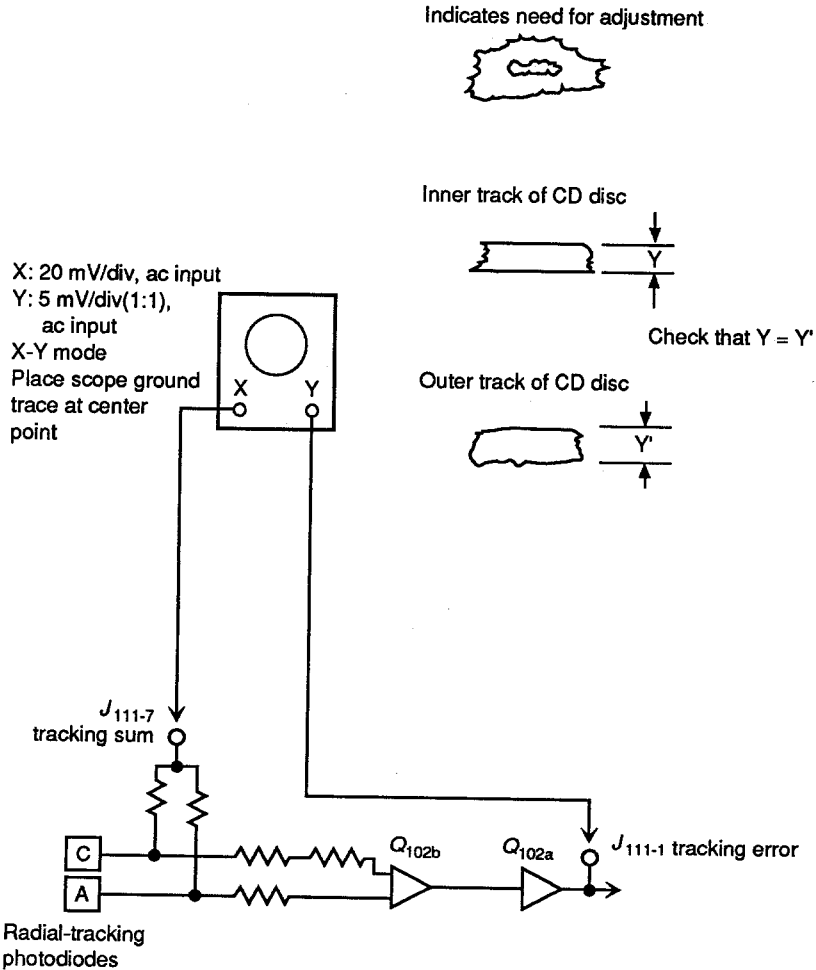 Indicates need for adjustment
Inner track of CD disc
Y
Check that Y = Y'
Outer track of CD disc
Y'
X: 20 mV/div, ac input
Y: 5 mV/div(1:1),
ac input
X-Y mode
Place scope ground
trace at center
point
X Y
J111-7
tracking sum
C
A
Radial-tracking
photodiodes
Q102b
Q102a
J111-1 tracking error